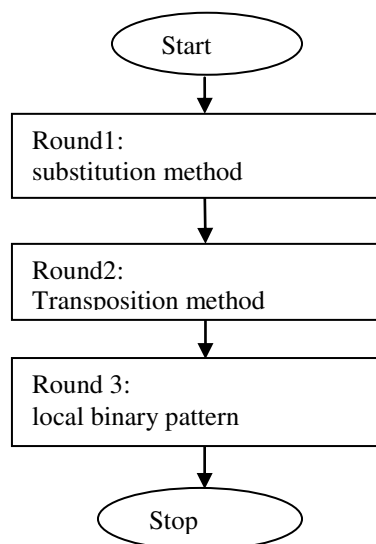 Start
Round1:
substitution method
Round2:
Transposition method
Round 3:
local binary pattern
Stop